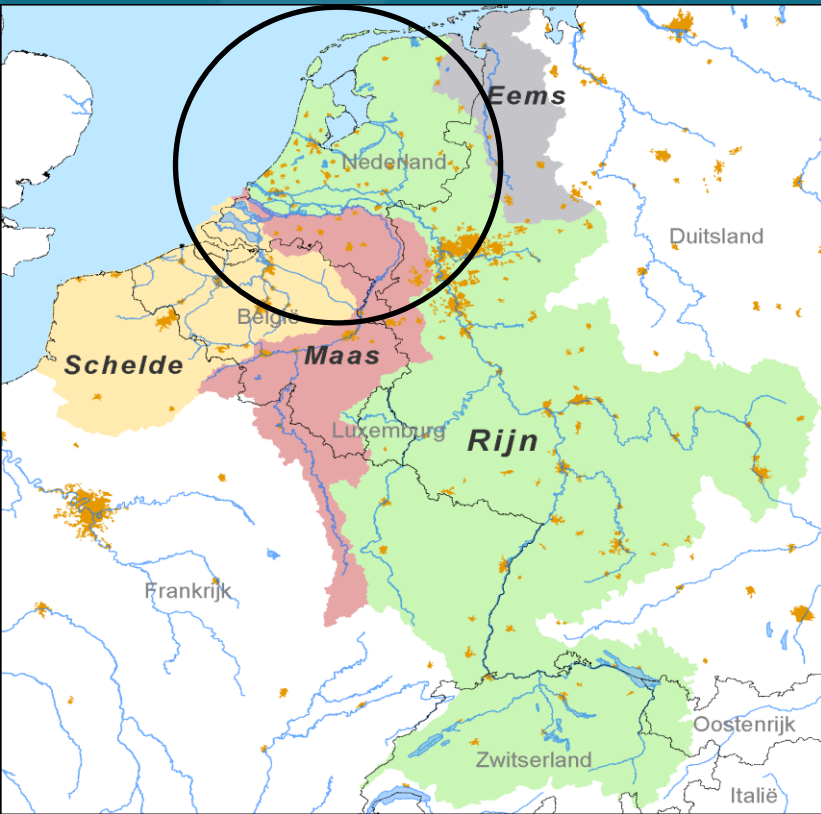 Eems
Nederland
Duitsland
België
Schelde
Maas
Luxemburg
Rijn
Frankrijk
Oostenrijk
Zwitserland
Italië